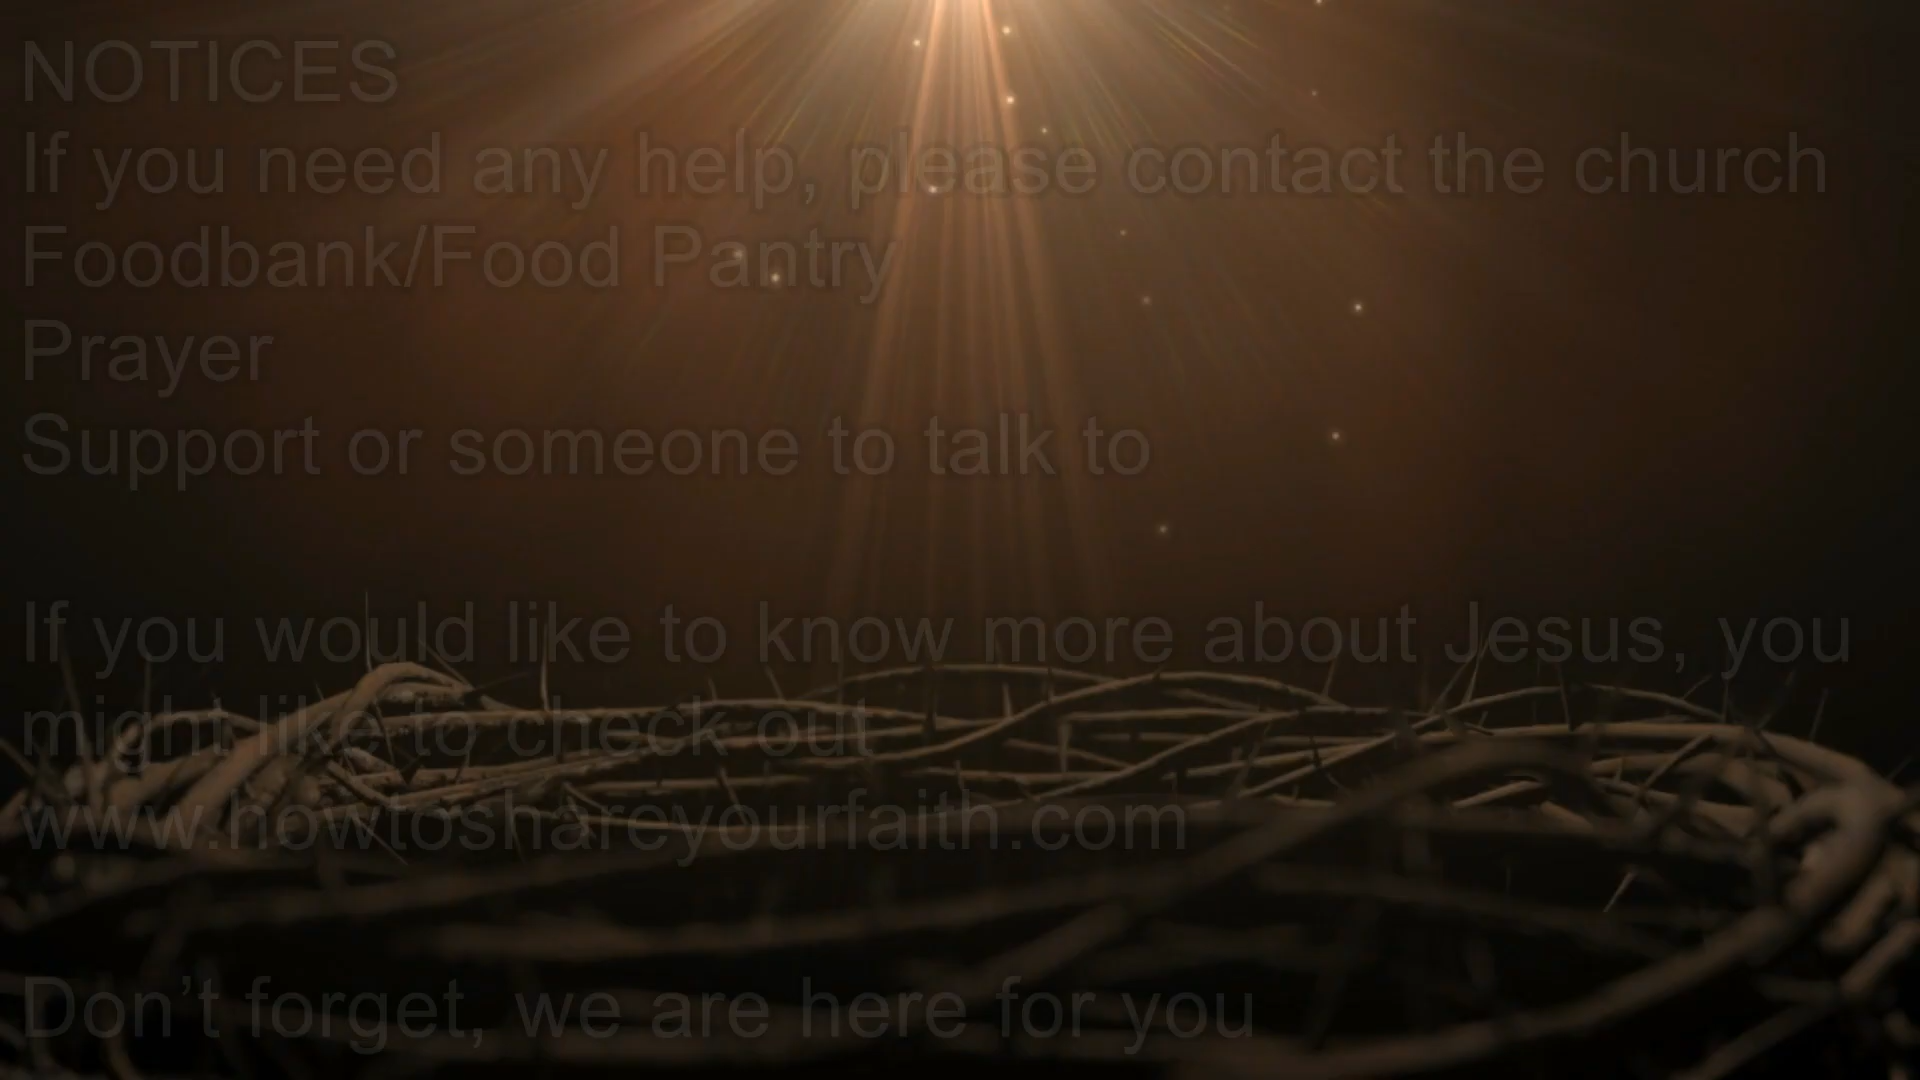 NOTICES
If you need any help, please contact the church
Foodbank/Food Pantry
Prayer
Support or someone to talk to
If you would like to know more about Jesus, you
might like to check out
www.howtoshareyourfaith.com
Don’t forget, we are here for you